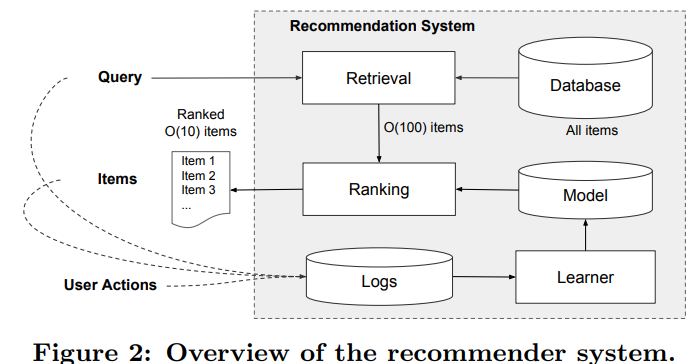 Recommendation System
Query
Retrieval
Database
All items
Ranked
O(10) items
O(100) items
Items
Item 1
Item 2
Item 3
...
Ranking
Model
User Actions
Logs
Learner
Figure 2: Overview of the recommender system.